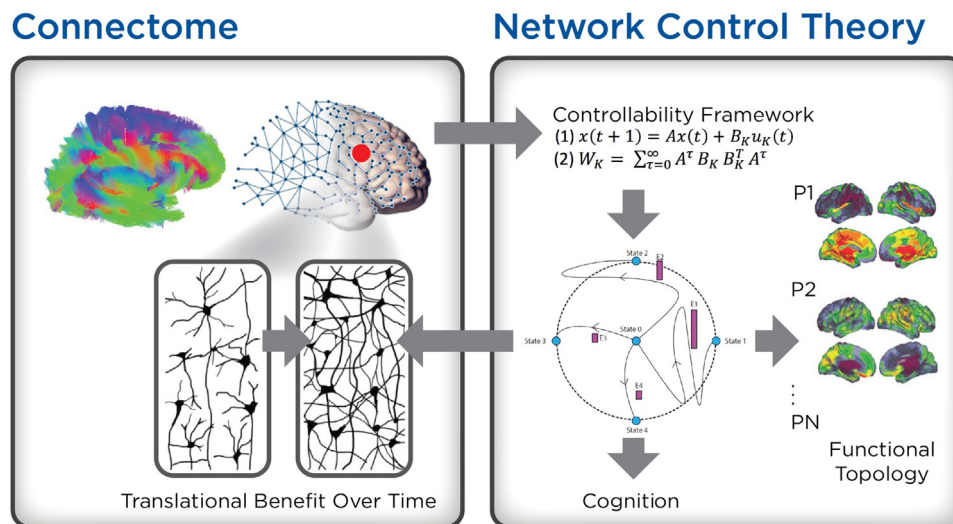 Connectome
Network Control Theory
Controllability Framework
(1) x(t + 1) = Ax(t) + B_K u_K(t)
(2) W_K = ∑_{τ=0}^{∞} A^τ B_K B_K^T A^τ
P1
P2
⋮
PN
Functional
Topology
State 2
E2
E1
State 0
State 3
E3
State 1
E4
State 4
Translational Benefit Over Time
Cognition